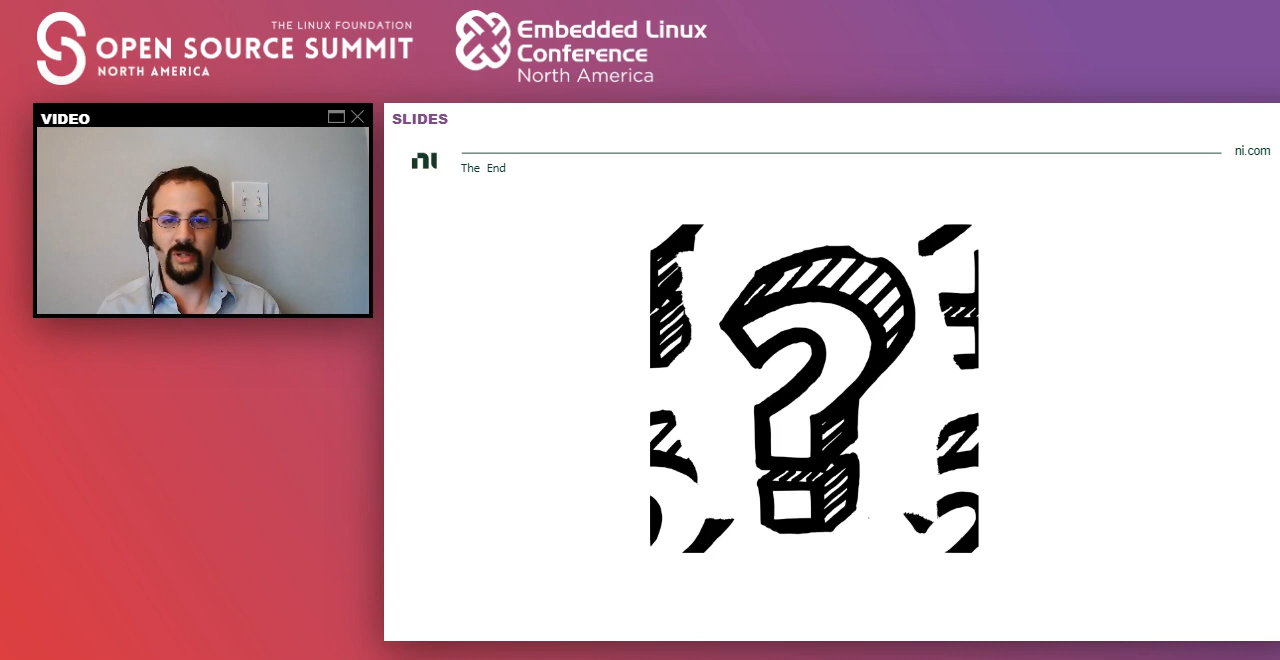 THE LINUX FOUNDATION
OPEN SOURCE SUMMIT
NORTH AMERICA
Embedded Linux
Conference
North America
VIDEO
SLIDES
ni
ni.com
The End
?